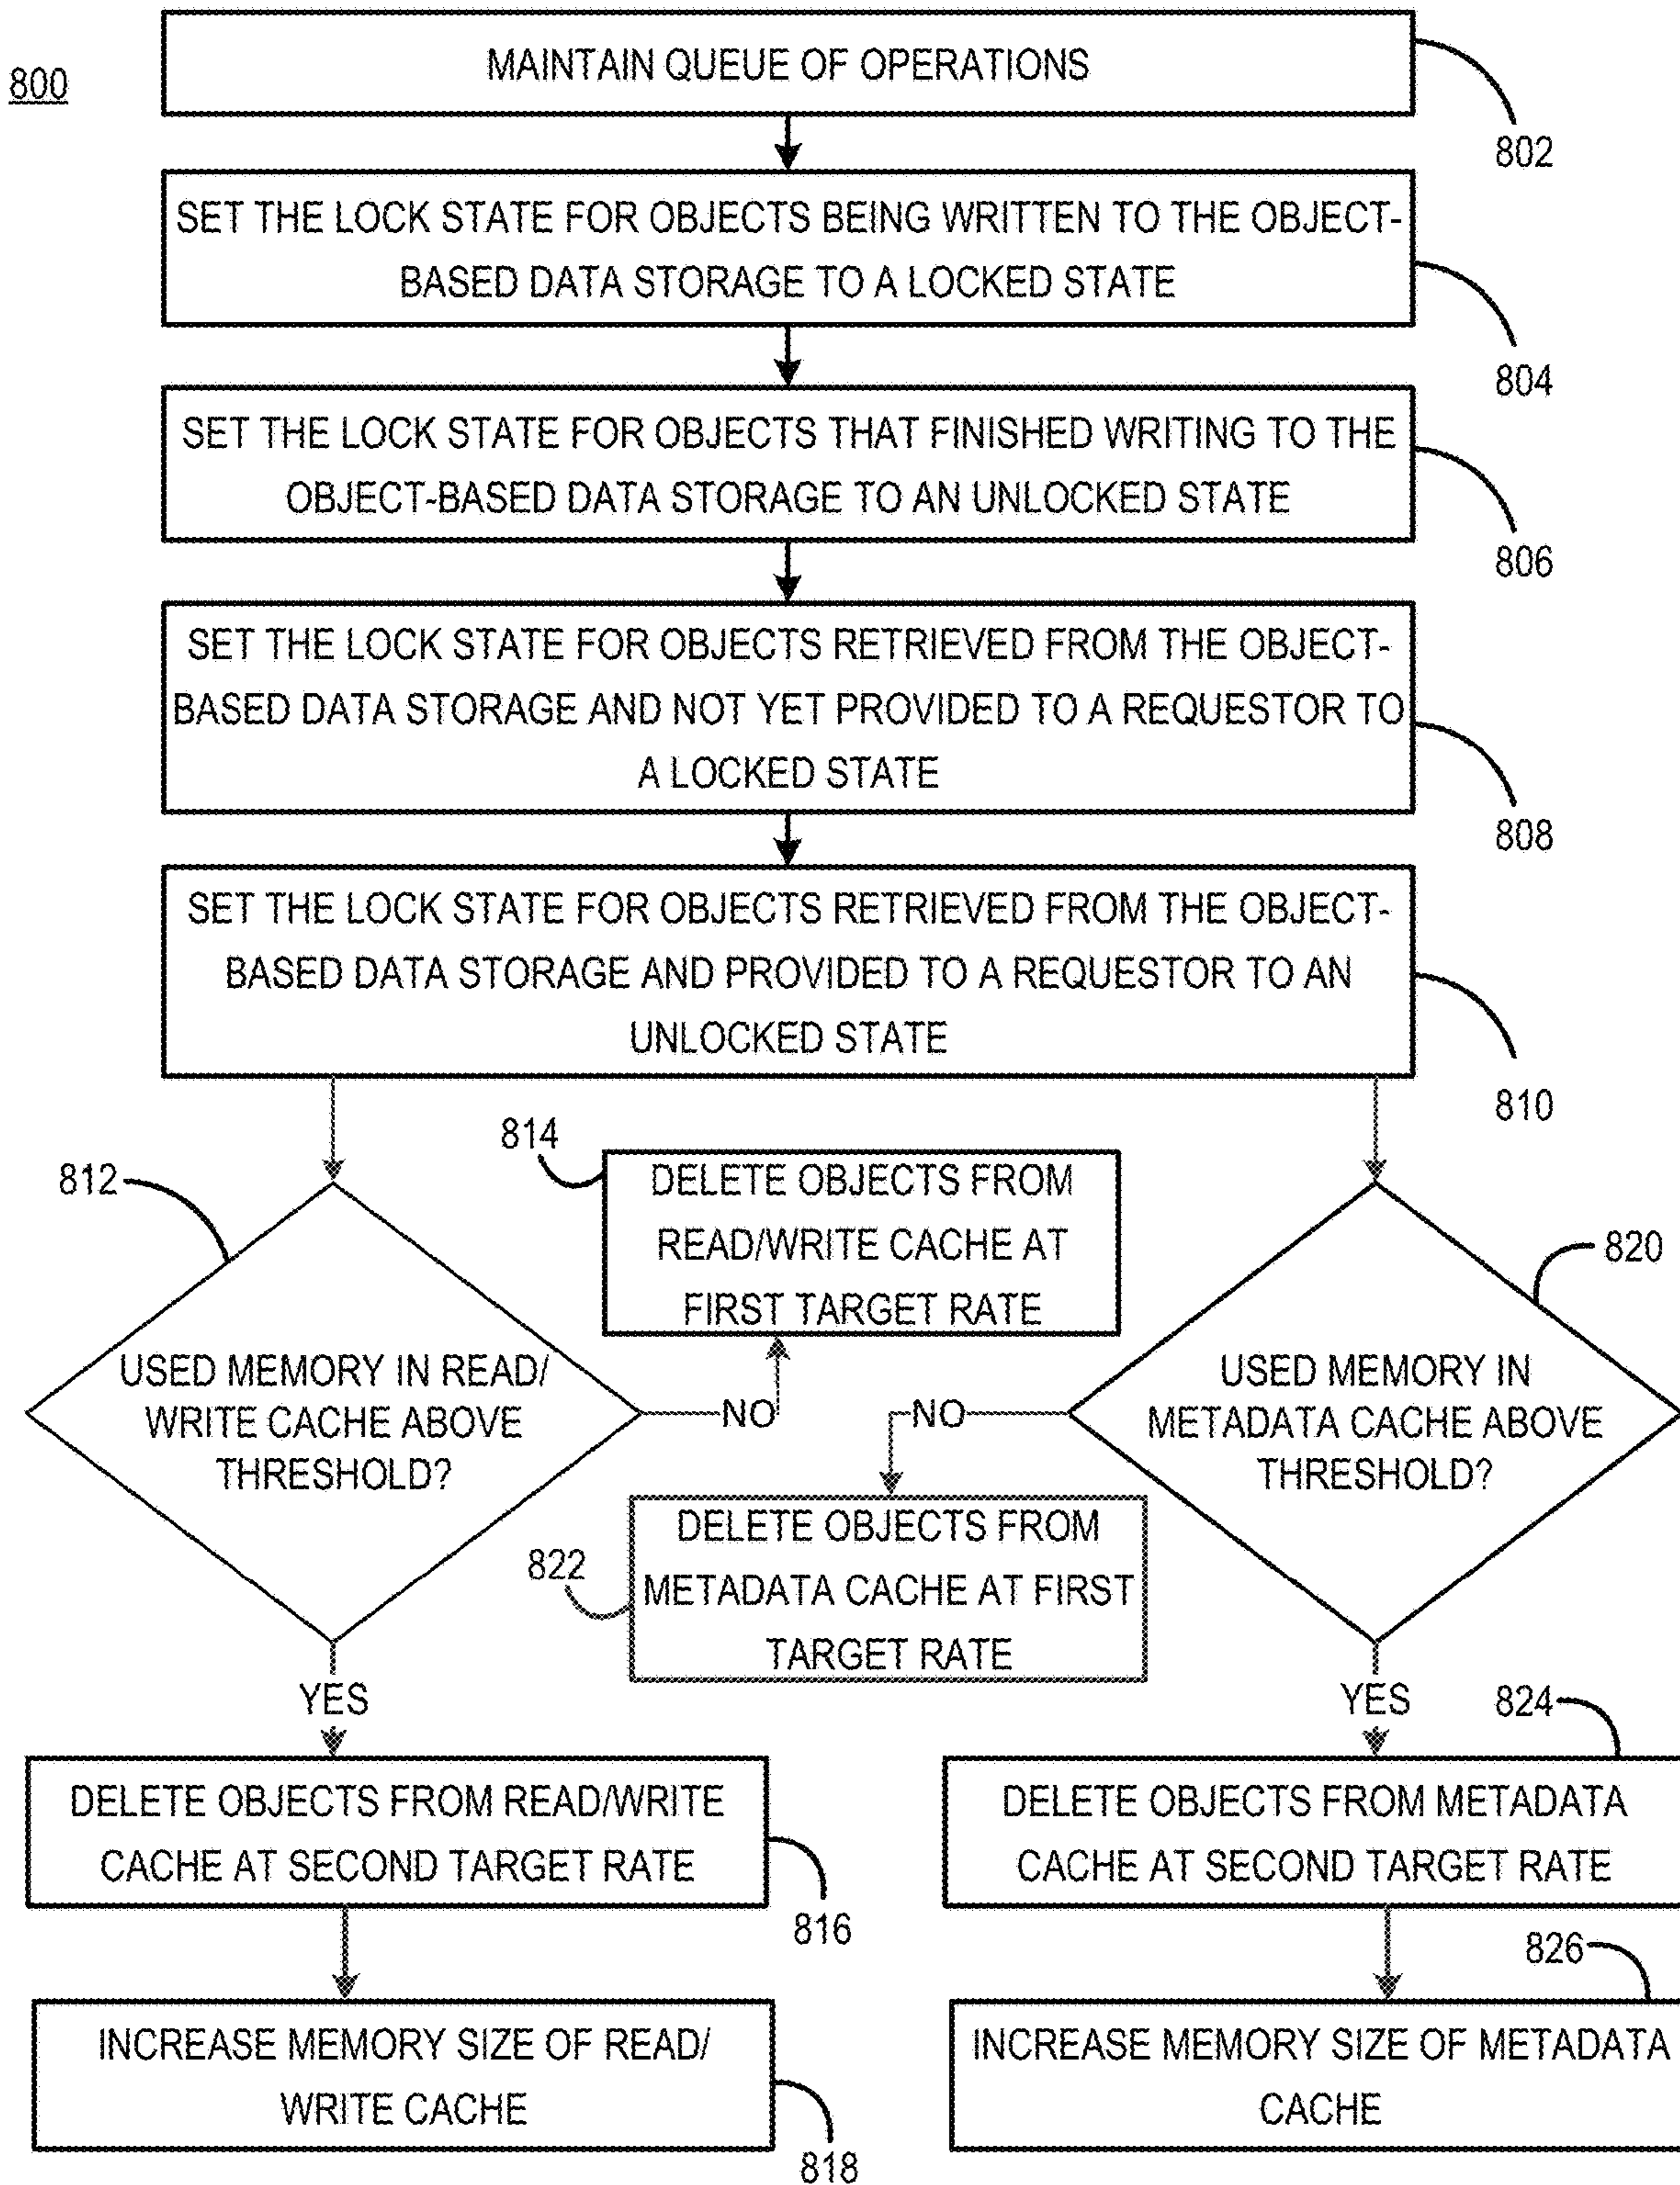 800
MAINTAIN QUEUE OF OPERATIONS
802
SET THE LOCK STATE FOR OBJECTS BEING WRITTEN TO THE OBJECT-
BASED DATA STORAGE TO A LOCKED STATE
804
SET THE LOCK STATE FOR OBJECTS THAT FINISHED WRITING TO THE
OBJECT-BASED DATA STORAGE TO AN UNLOCKED STATE
806
SET THE LOCK STATE FOR OBJECTS RETRIEVED FROM THE OBJECT-
BASED DATA STORAGE AND NOT YET PROVIDED TO A REQUESTOR TO
A LOCKED STATE
808
SET THE LOCK STATE FOR OBJECTS RETRIEVED FROM THE OBJECT-
BASED DATA STORAGE AND PROVIDED TO A REQUESTOR TO AN
UNLOCKED STATE
810
812
USED MEMORY IN READ/
WRITE CACHE ABOVE
THRESHOLD?
NO
814
DELETE OBJECTS FROM
READ/WRITE CACHE AT
FIRST TARGET RATE
820
USED MEMORY IN
METADATA CACHE ABOVE
THRESHOLD?
NO
822
DELETE OBJECTS FROM
METADATA CACHE AT FIRST
TARGET RATE
YES
DELETE OBJECTS FROM READ/WRITE
CACHE AT SECOND TARGET RATE
816
INCREASE MEMORY SIZE OF READ/
WRITE CACHE
818
YES
824
DELETE OBJECTS FROM METADATA
CACHE AT SECOND TARGET RATE
826
INCREASE MEMORY SIZE OF METADATA
CACHE